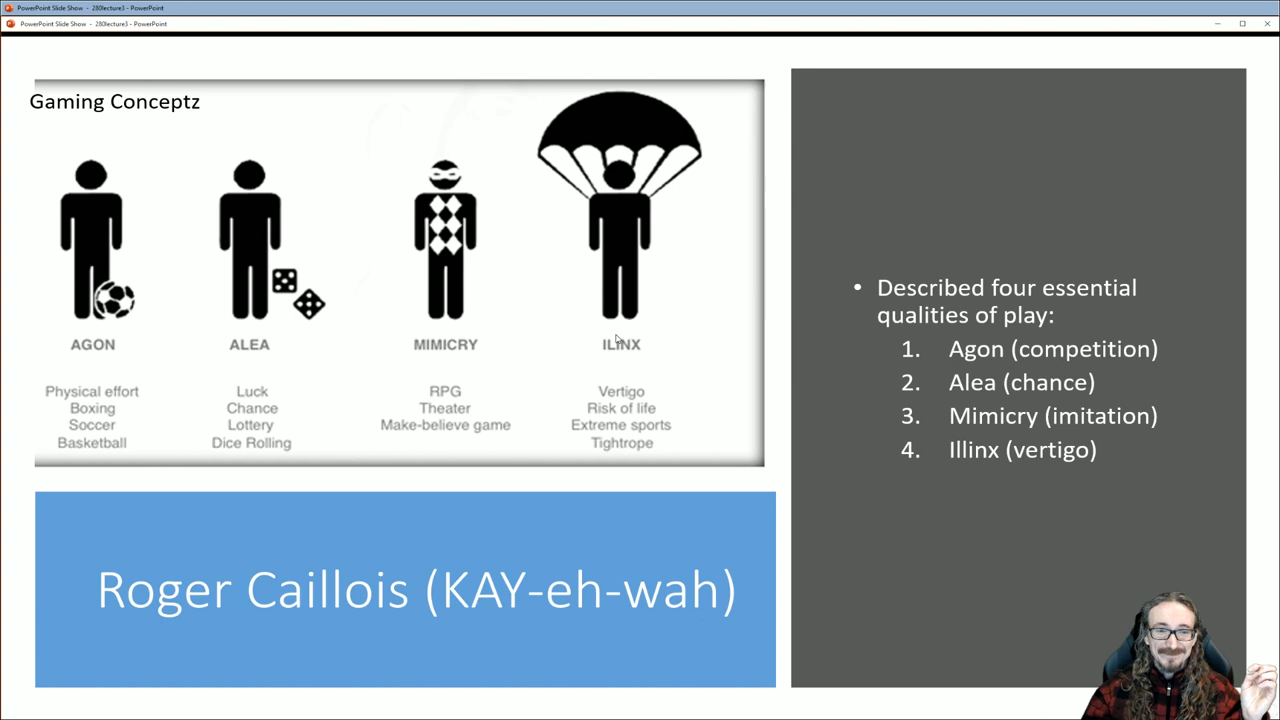 PowerPoint Slide Show - 280lecture3 - PowerPoint
PowerPoint Slide Show - 280lecture3 - PowerPoint
Gaming Conceptz
AGON
Physical effort
Boxing
Soccer
Basketball
ALEA
Luck
Chance
Lottery
Dice Rolling
MIMICRY
RPG
Theater
Make-believe game
ILINX
Vertigo
Risk of life
Extreme sports
Tightrope
Roger Caillois (KAY-eh-wah)
• Described four essential
qualities of play:
1. Agon (competition)
2. Alea (chance)
3. Mimicry (imitation)
4. Illinx (vertigo)